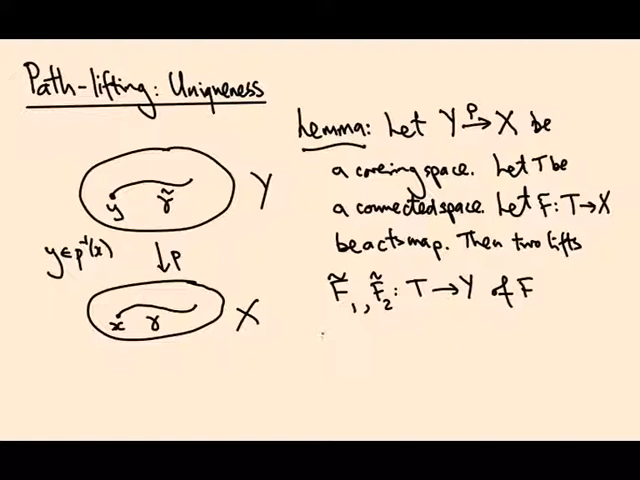 Path-lifting: Uniqueness
Lemma: Let Y →p X be
a covering space. Let T be
a connected space. Let F: T→X
be a cts map. Then two lifts
F̃₁, F̃₂: T→Y of F
y γ̃ Y
y∈p⁻¹(x) ↓p
x γ X